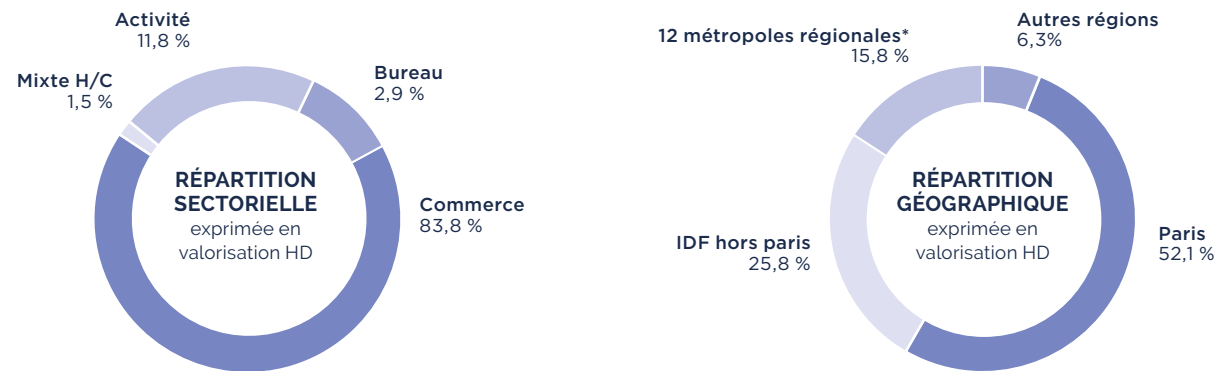 Activité
11,8 %
Mixte H/C
1,5 %
Bureau
2,9 %
Commerce
83,8 %
RÉPARTITION
SECTORIELLE
exprimée en
valorisation HD
12 métropoles régionales*
15,8 %
Autres régions
6,3%
IDF hors paris
25,8 %
Paris
52,1 %
RÉPARTITION
GÉOGRAPHIQUE
exprimée en
valorisation HD